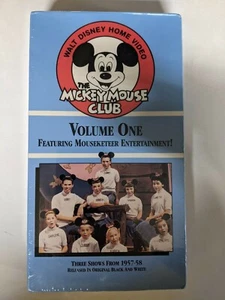 WALT DISNEY HOME VIDEO
THE
MICKEY MOUSE
CLUB
VOLUME ONE
FEATURING MOUSEKETEER ENTERTAINMENT!
THREE SHOWS FROM 1957-58
RELEASED IN ORIGINAL BLACK AND WHITE